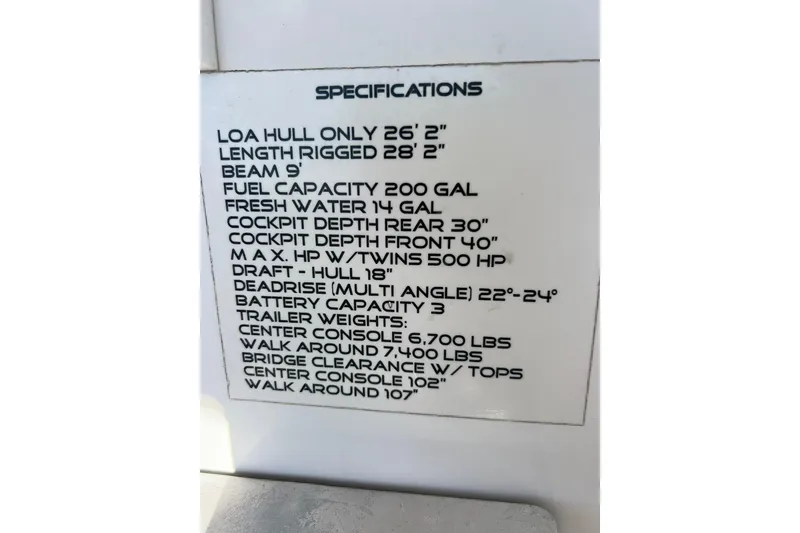 SPECIFICATIONS
LOA HULL ONLY 26' 2"
LENGTH RIGGED 28' 2"
BEAM 9'
FUEL CAPACITY 200 GAL
FRESH WATER 14 GAL
COCKPIT DEPTH REAR 30"
COCKPIT DEPTH FRONT 40"
M A X. HP W/TWINS 500 HP
DRAFT - HULL 18"
DEADRISE (MULTI ANGLE) 22°-24°
BATTERY CAPACITY 3
TRAILER WEIGHTS:
CENTER CONSOLE 6,700 LBS
WALK AROUND 7,400 LBS
BRIDGE CLEARANCE W/ TOPS
CENTER CONSOLE 102"
WALK AROUND 107"